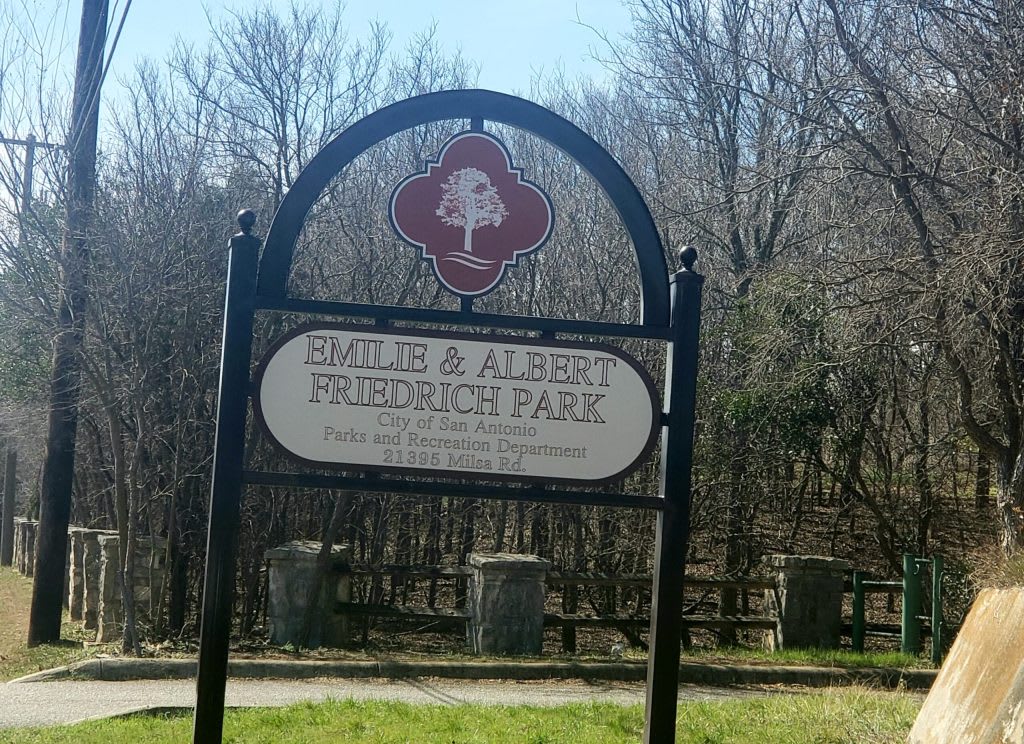 EMILIE & ALBERT
FRIEDRICH PARK
City of San Antonio
Parks and Recreation Department
21395 Milsa Rd.